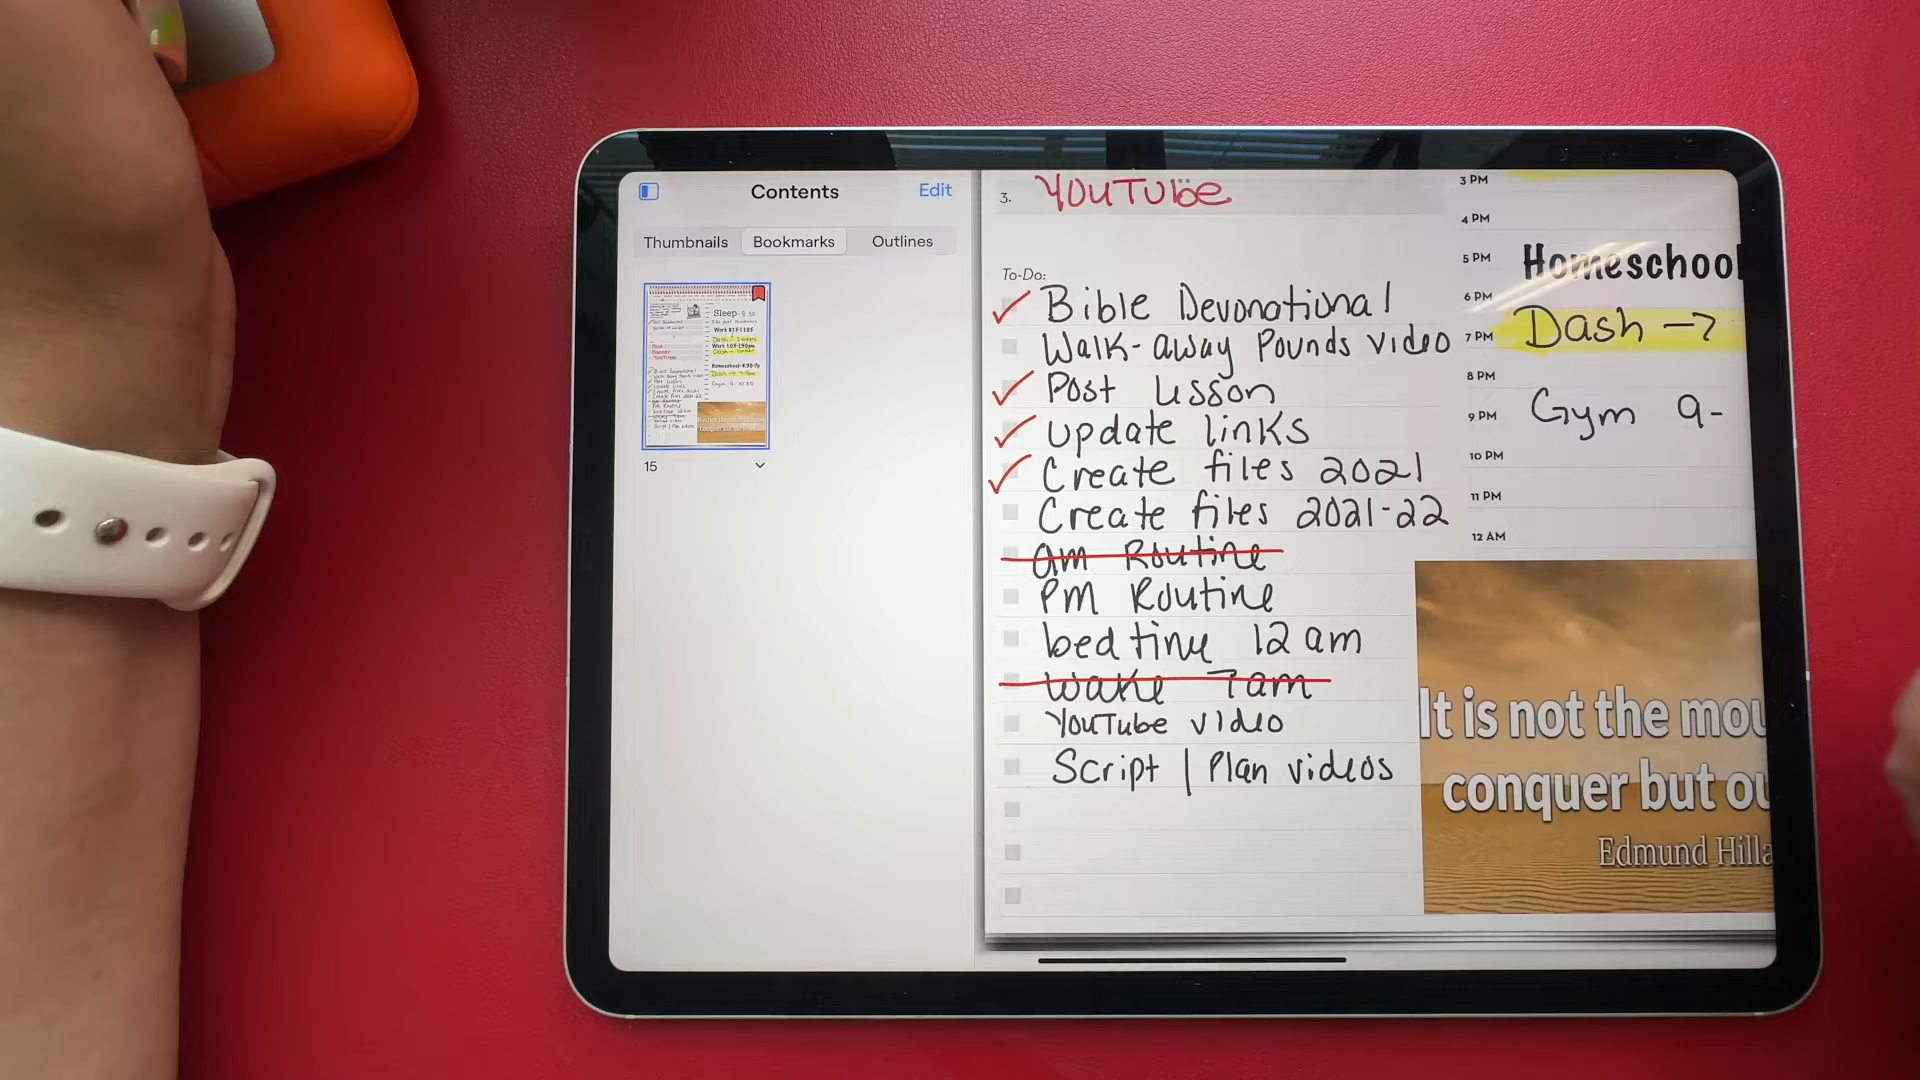 Contents
Edit
Thumbnails
Bookmarks
Outlines
15
3. YouTube
To-Do:
Bible Devonational
Walk-away Pounds video
Post Lesson
update links
Create files 2021
Create files 2021-22
am Routine
PM Routine
bedtime 12 am
wake 7am
YouTube video
Script | Plan videos
3 PM
4 PM
5 PM Homeschool
6 PM
7 PM Dash -7
8 PM
9 PM Gym 9-
10 PM
11 PM
12 AM
It is not the mou
conquer but ou
Edmund Hilla